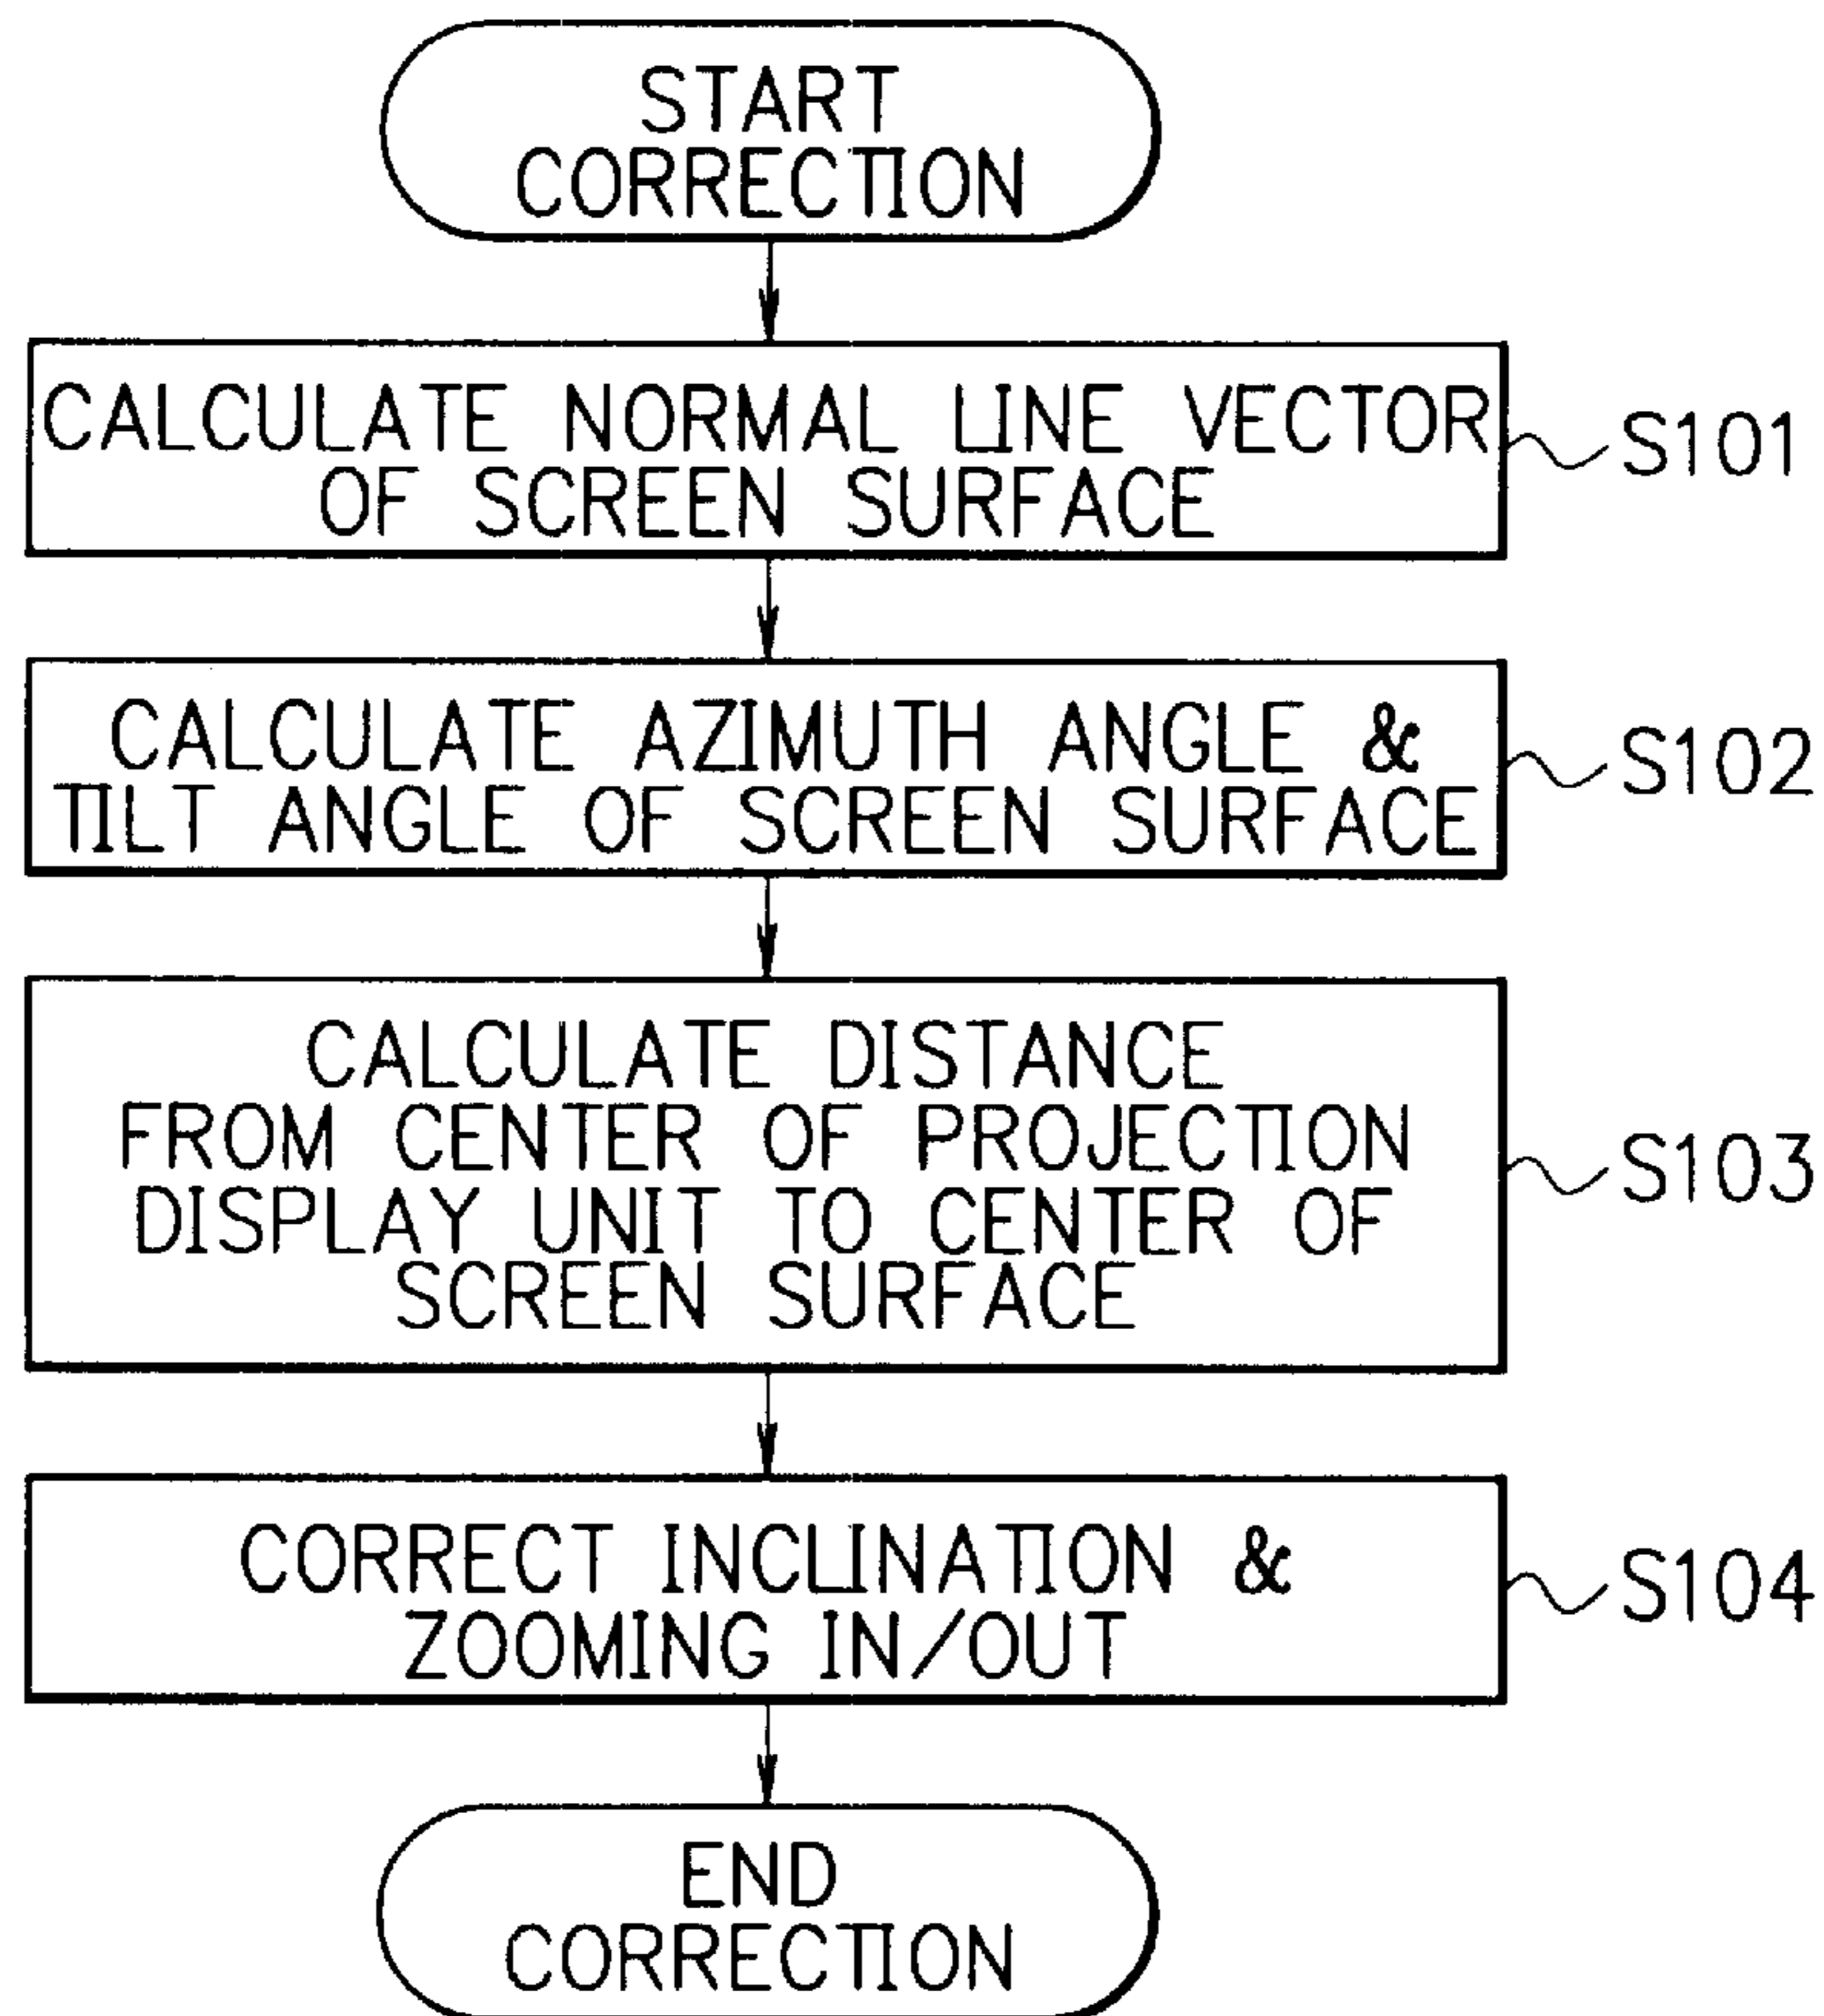 START
CORRECTION
CALCULATE NORMAL LINE VECTOR
OF SCREEN SURFACE
S101
CALCULATE AZIMUTH ANGLE &
TILT ANGLE OF SCREEN SURFACE
S102
CALCULATE DISTANCE
FROM CENTER OF PROJECTION
DISPLAY UNIT TO CENTER OF
SCREEN SURFACE
S103
CORRECT INCLINATION &
ZOOMING IN/OUT
S104
END
CORRECTION